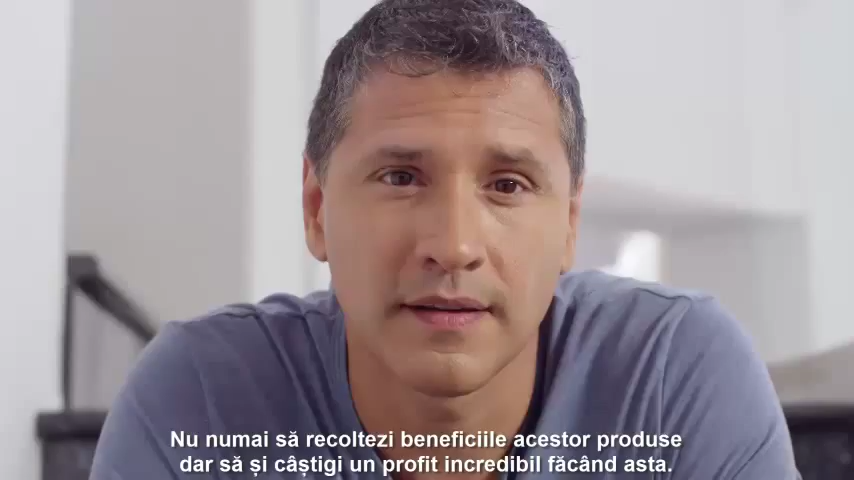 Nu numai să recoltezi beneficiile acestor produse
dar să și câștigi un profit incredibil făcând asta.